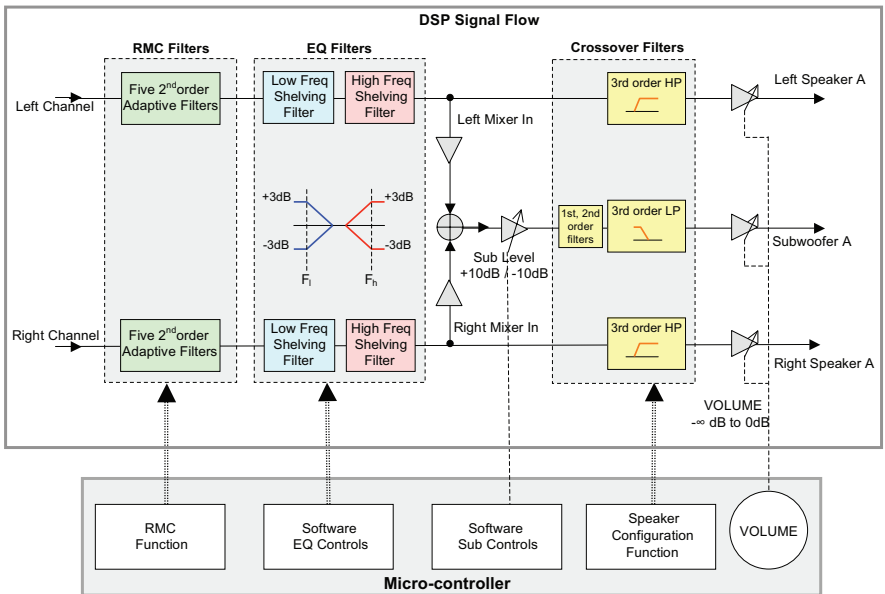 DSP Signal Flow
RMC Filters
EQ Filters
Crossover Filters
Left Channel
Five 2nd order
Adaptive Filters
Low Freq
Shelving
Filter
High Freq
Shelving
Filter
Left Mixer In
3rd order HP
Left Speaker A
+3dB
-3dB
+3dB
-3dB
Fl
Fh
Sub Level
+10dB / -10dB
1st, 2nd
order
filters
3rd order LP
Subwoofer A
Right Channel
Five 2nd order
Adaptive Filters
Low Freq
Shelving
Filter
High Freq
Shelving
Filter
Right Mixer In
3rd order HP
Right Speaker A
VOLUME
-∞ dB to 0dB
RMC
Function
Software
EQ Controls
Software
Sub Controls
Speaker
Configuration
Function
VOLUME
Micro-controller